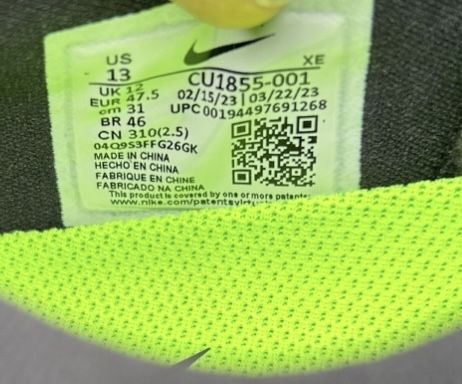 US XE
13 CU1855-001
UK 12 02/15/23 | 03/22/23
EUR 47.5 UPC 00194497691268
cm 31
BR 46
CN 310(2.5)
04Q9S3FFG26GK
MADE IN CHINA
HECHO EN CHINA
FABRIQUE EN CHINE
FABRICADO NA CHINA
This product is covered by one or more patents
www.nike.com/patents